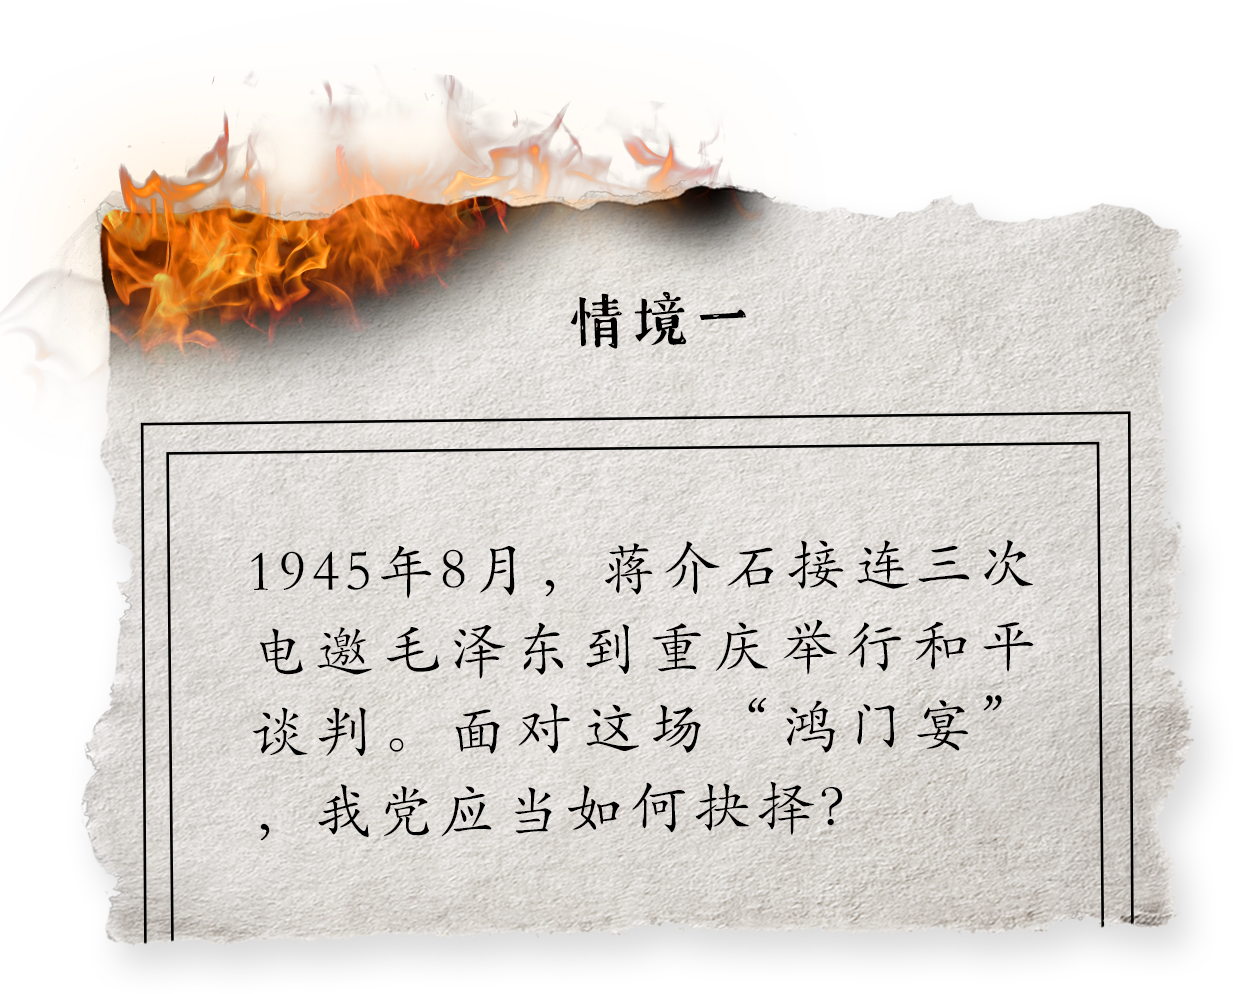 情境一
1945年8月，蒋介石接连三次
电邀毛泽东到重庆举行和平
谈判。面对这场“鸿门宴”
，我党应当如何抉择？